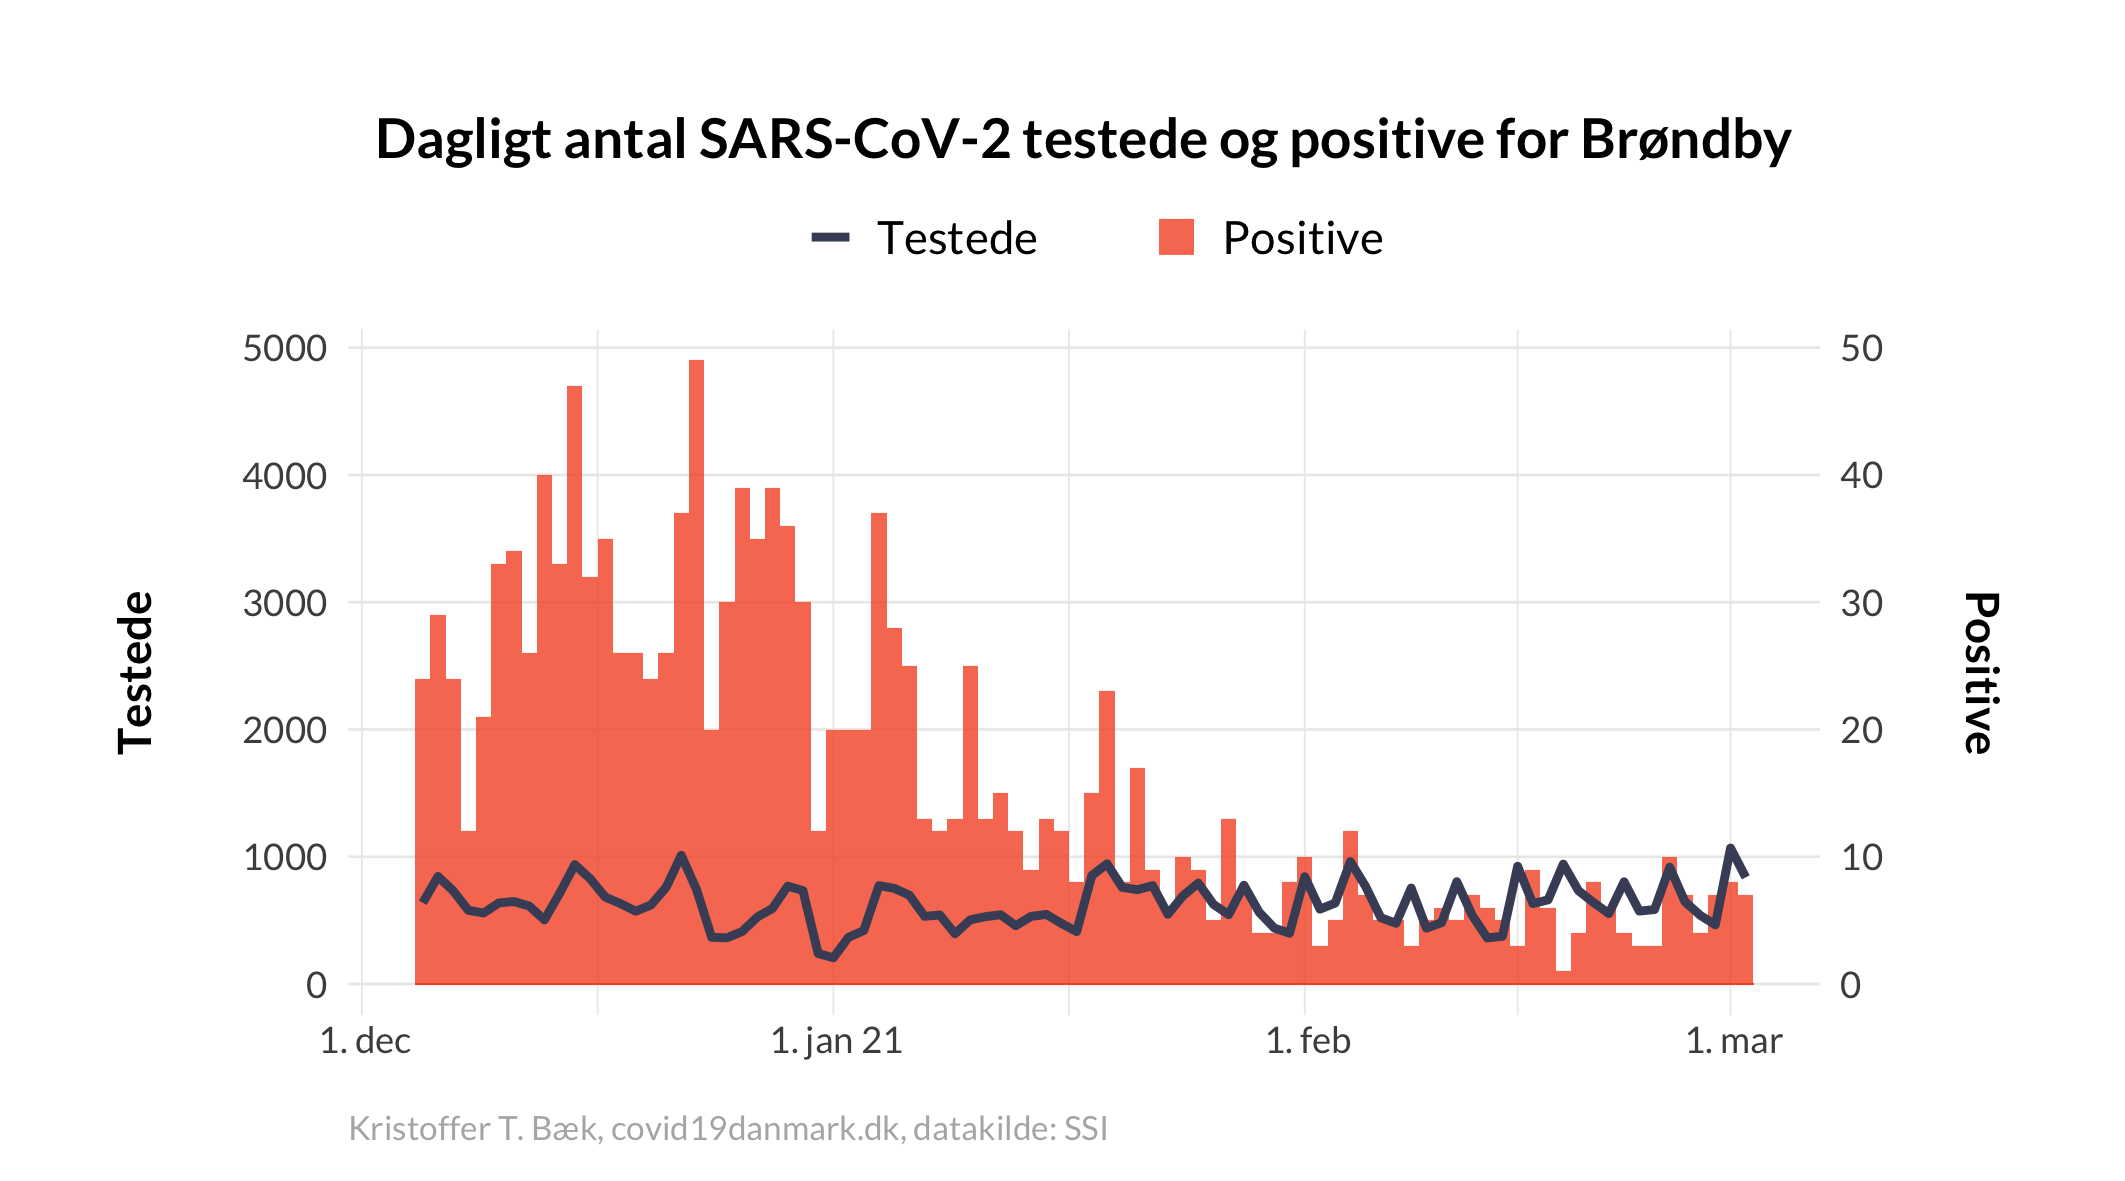 Dagligt antal SARS-CoV-2 testede og positive for Brøndby
Testede Positive
5000 50
4000 40
3000 30
2000 20
1000 10
0 0
Testede
Positive
1. dec 1. jan 21 1. feb 1. mar
Kristoffer T. Bæk, covid19danmark.dk, datakilde: SSI